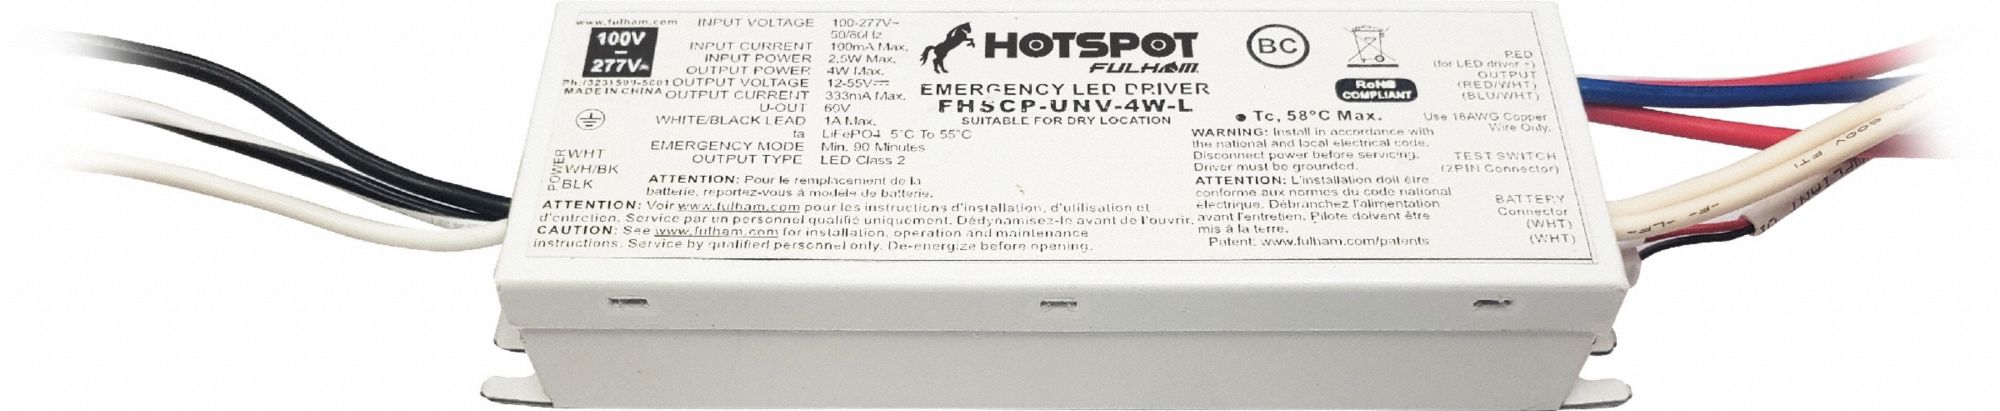 www.fulham.com
100V
-
277V~
Ph:(323)599-5001
MADE IN CHINA
INPUT VOLTAGE 100-277V~
50/60Hz
INPUT CURRENT 100mA Max.
INPUT POWER 2.5W Max.
OUTPUT POWER 4W Max.
OUTPUT VOLTAGE 12-55V
OUTPUT CURRENT 333mA Max.
U-OUT 60V
WHITE/BLACK LEAD 1A Max.
ta LiFePO4 5°C To 55°C
EMERGENCY MODE Min. 90 Minutes
OUTPUT TYPE LED Class 2
POWER
WHT
WH/BK
BLK
ATTENTION: Pour le remplacement de la
batterie, reportez-vous à modèle de batterie.
ATTENTION: Voir www.fulham.com pour les instructions d'installation, d'utilisation et
d'entretien. Service par un personnel qualifié uniquement. Dédynamisez-le avant de l'ouvrir.
CAUTION: See www.fulham.com for installation, operation and maintenance
instructions. Service by qualified personnel only. De-energize before opening.
HOTSPOT
FULHAM
EMERGENCY LED DRIVER
FHSCP-UNV-4W-L
SUITABLE FOR DRY LOCATION
BC
RoHS
COMPLIANT
Tc, 58°C Max.
WARNING: Install in accordance with
the national and local electrical code.
Disconnect power before servicing.
Driver must be grounded.
ATTENTION: L'installation doit être
conforme aux normes du code national
électrique. Débranchez l'alimentation
avant l'entretien. Pilote doivent être
mis à la terre.
Patent: www.fulham.com/patents
RED
(for LED driver +)
OUTPUT
(RED/WHT)
(BLU/WHT)
Use 18AWG Copper
Wire Only.
TEST SWITCH
(2PIN Connector)
BATTERY
Connector
(WHT)
(WHT)
600V FT1